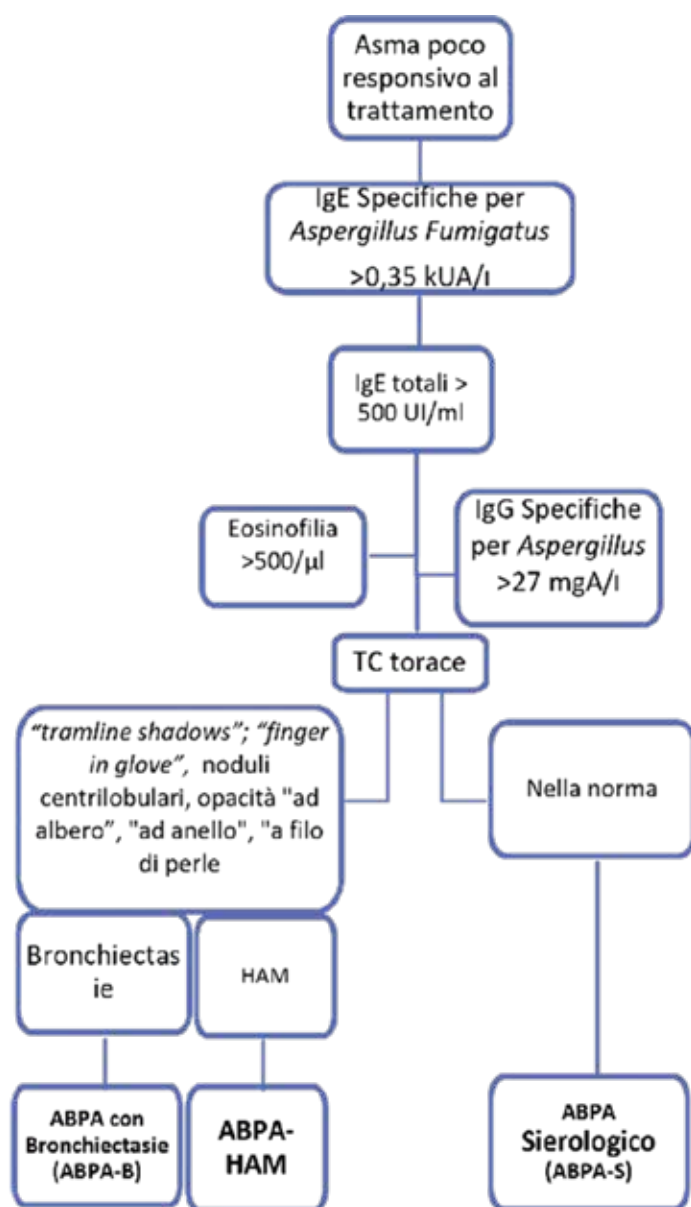 Asma poco
responsivo al
trattamento
IgE Specifiche per
Aspergillus Fumigatus
>0,35 kUA/ı
IgE totali >
500 UI/ml
Eosinofilia
>500/µl
IgG Specifiche
per Aspergillus
>27 mgA/ı
TC torace
“tramline shadows”; “finger
in glove”, noduli
centrilobulari, opacità "ad
albero”, "ad anello", "a filo
di perle
Nella norma
Bronchiectas
ie
HAM
ABPA con
Bronchiectasie
(ABPA-B)
ABPA-
HAM
ABPA
Sierologico
(ABPA-S)